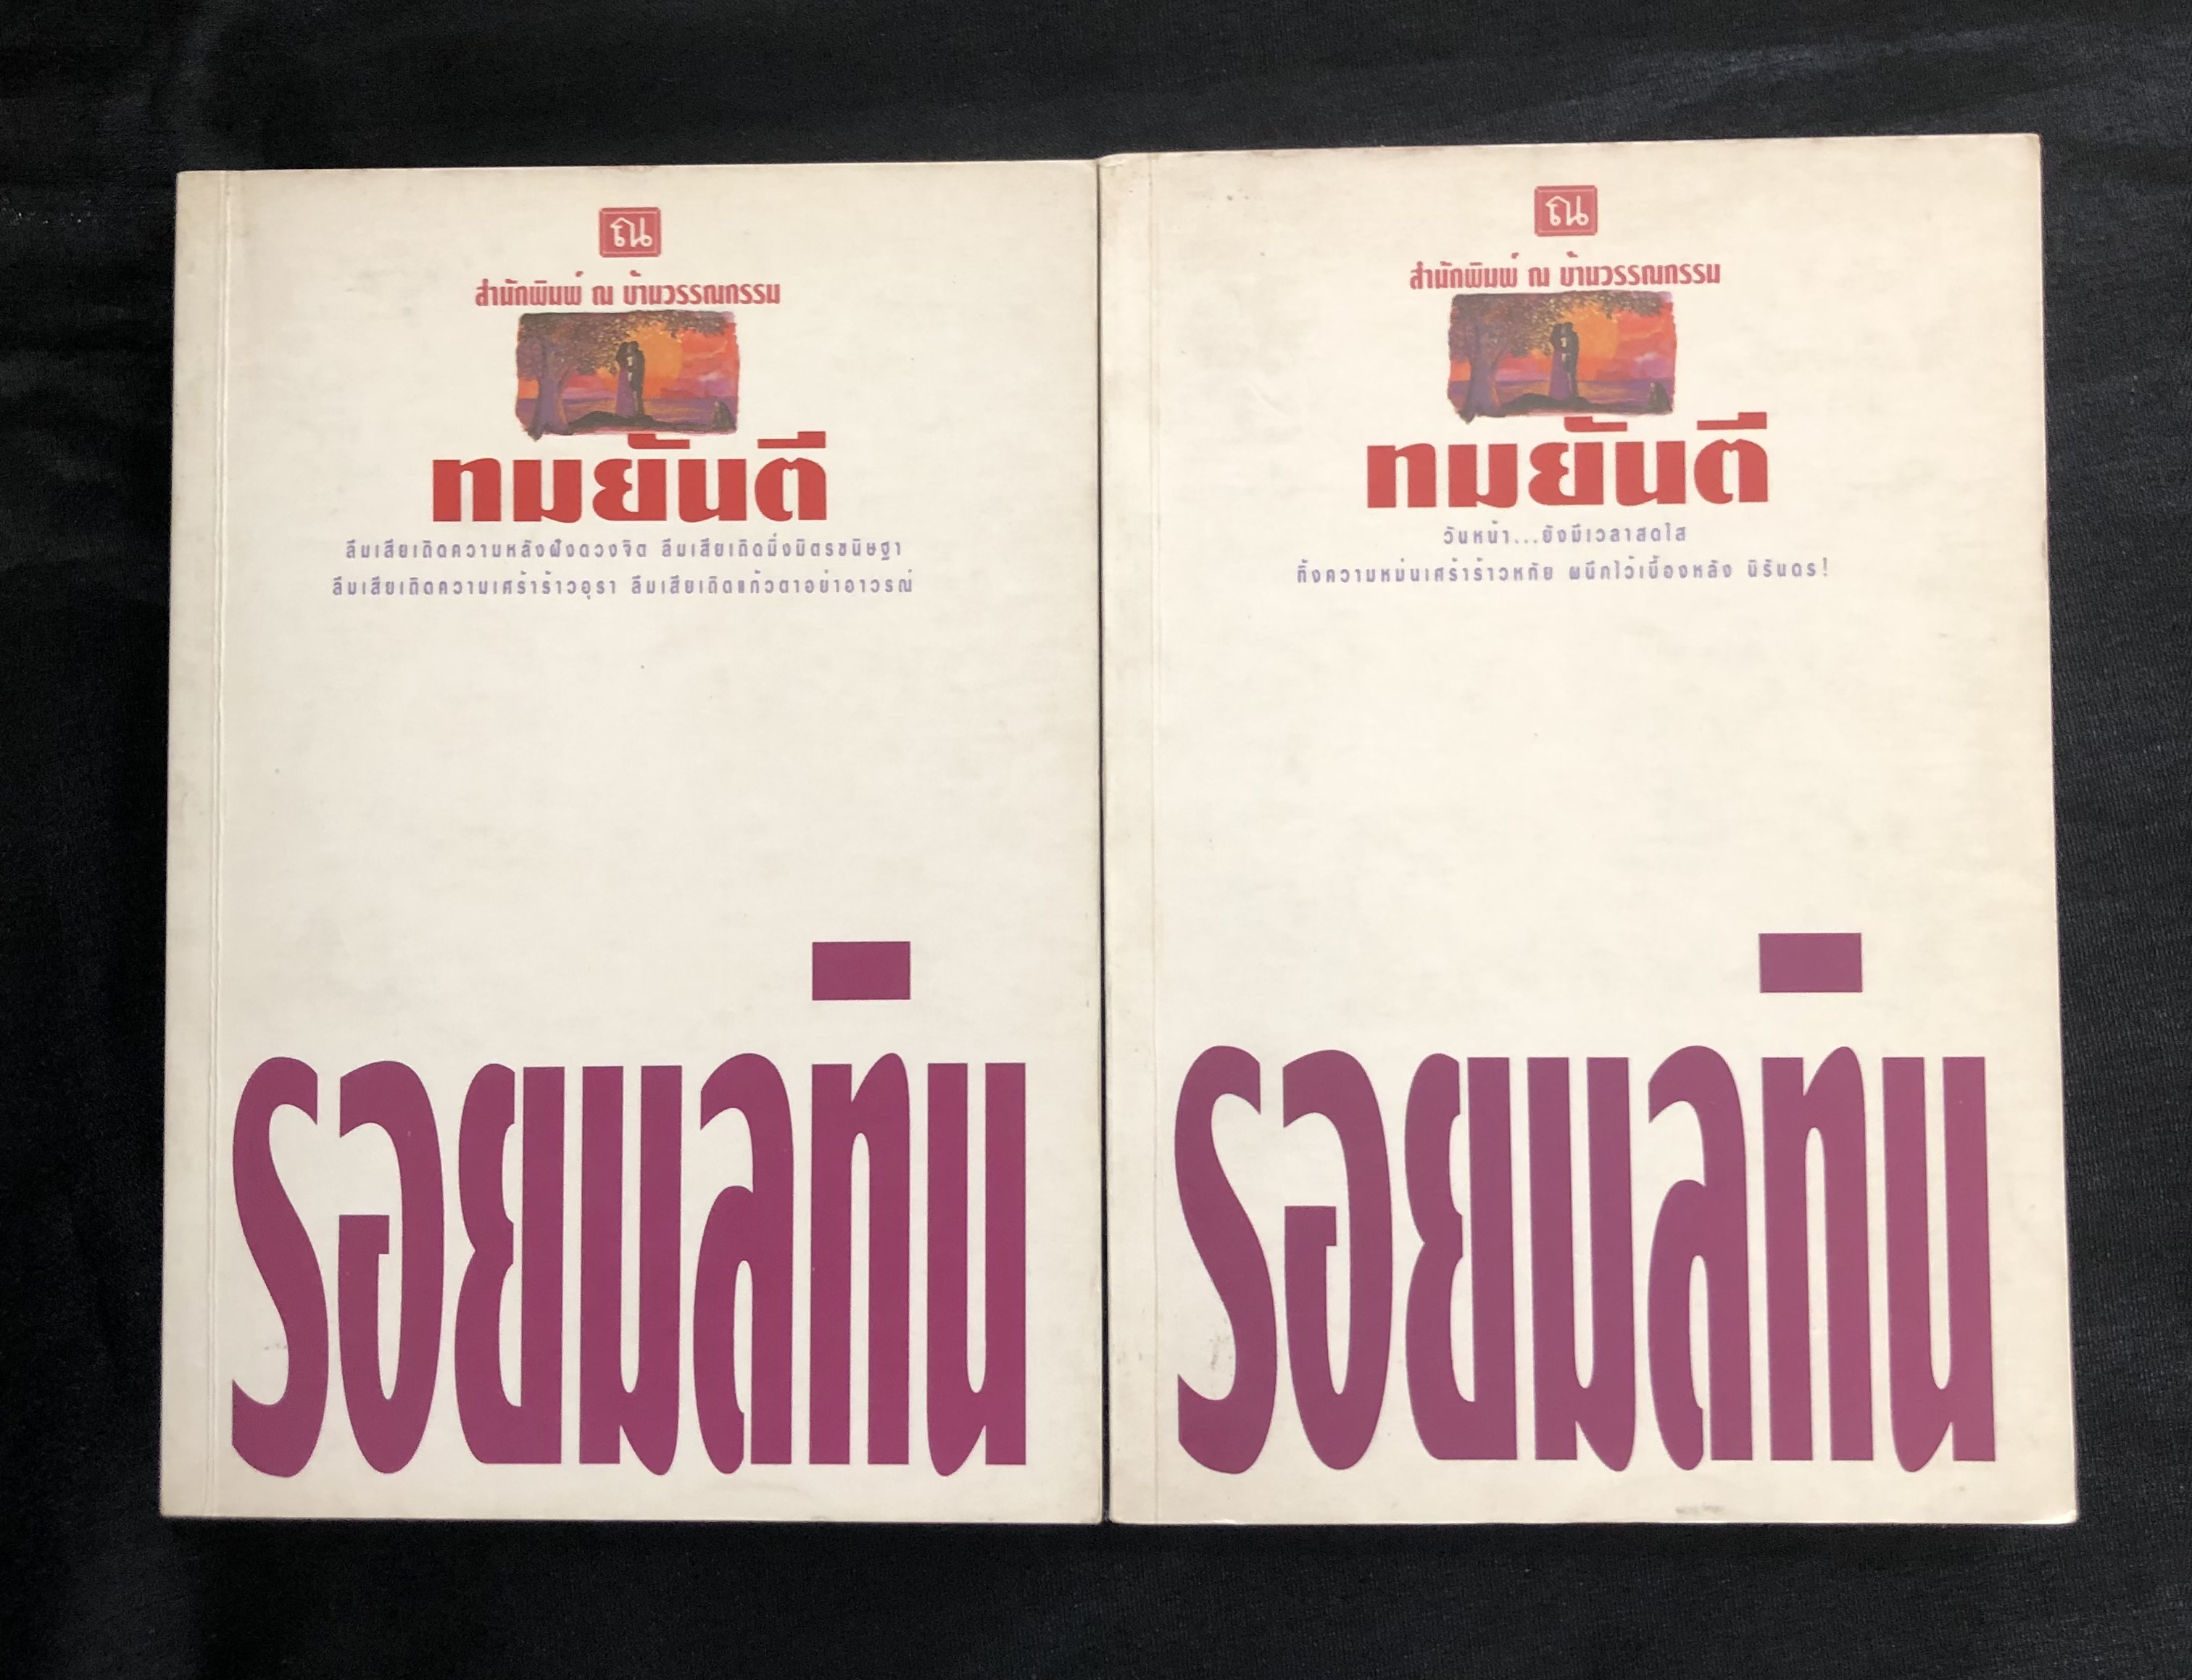 ณ
สำนักพิมพ์ ณ บ้านวรรณกรรม
ทมยันตี
ลืมเสียเถิดความหลังฝังดวงจิต ลืมเสียเถิดมิ่งมิตรขนิษฐา
ลืมเสียเถิดความเศร้าร้าวอุรา ลืมเสียเถิดแก้วตาอย่าอาวรณ์
รอยมลทิน
ณ
สำนักพิมพ์ ณ บ้านวรรณกรรม
ทมยันตี
วันหน้า...ยังมีเวลาสดใส
ทิ้งความหม่นเศร้าร้าวหทัย ผนึกไว้เบื้องหลัง นิรันดร!
รอยมลทิน